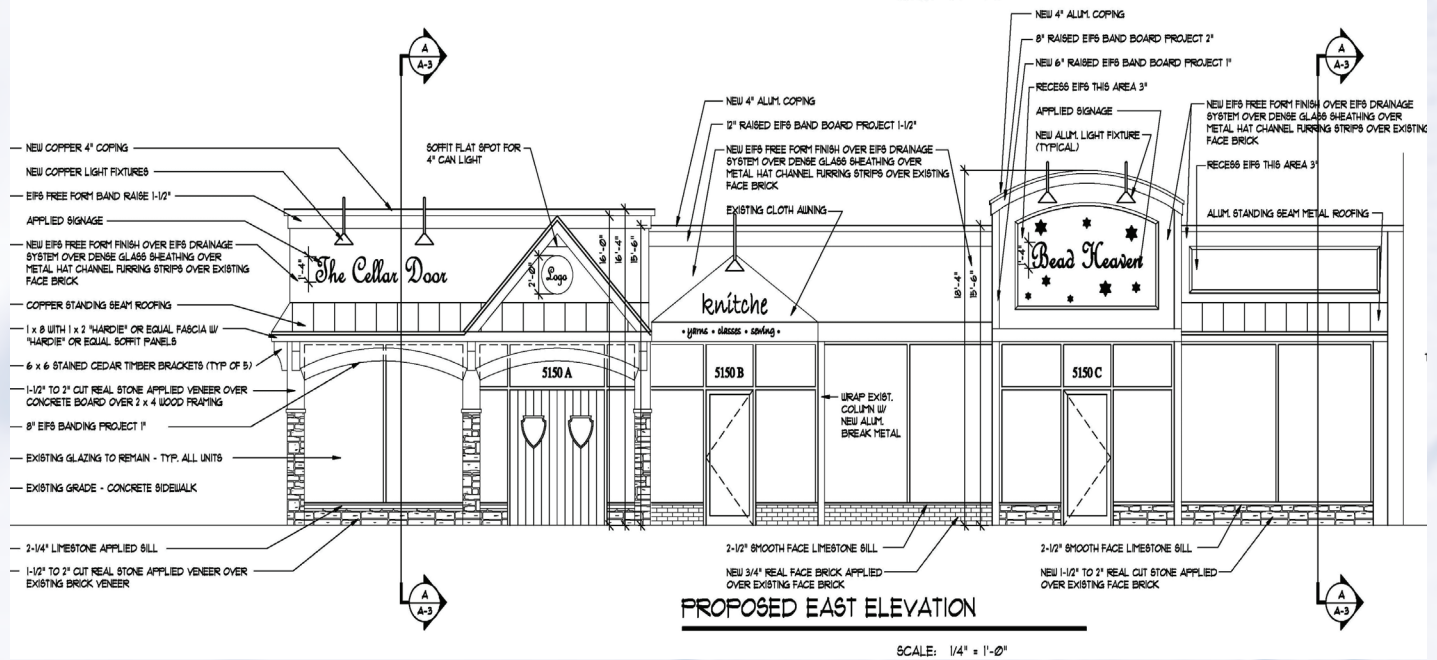 NEW 4" ALUM. COPING
8" RAISED EIFS BAND BOARD PROJECT 2"
NEW 6" RAISED EIFS BAND BOARD PROJECT 1"
RECESS EIFS THIS AREA 3"
APPLIED SIGNAGE
NEW ALUM. LIGHT FIXTURE
(TYPICAL)
A
A-3
A
A-3
NEW 4" ALUM. COPING
12" RAISED EIFS BAND BOARD PROJECT 1-1/2"
NEW EIFS FREE FORM FINISH OVER EIFS DRAINAGE
SYSTEM OVER DENSE GLASS SHEATHING OVER
METAL HAT CHANNEL FURRING STRIPS OVER EXISTING
FACE BRICK
EXISTING CLOTH AWNING
NEW EIFS FREE FORM FINISH OVER EIFS DRAINAGE
SYSTEM OVER DENSE GLASS SHEATHING OVER
METAL HAT CHANNEL FURRING STRIPS OVER EXISTING
FACE BRICK
RECESS EIFS THIS AREA 3"
ALUM. STANDING SEAM METAL ROOFING
SOFFIT FLAT SPOT FOR
4" CAN LIGHT
NEW COPPER 4" COPING
NEW COPPER LIGHT FIXTURES
EIFS FREE FORM BAND RAISE 1-1/2"
APPLIED SIGNAGE
NEW EIFS FREE FORM FINISH OVER EIFS DRAINAGE
SYSTEM OVER DENSE GLASS SHEATHING OVER
METAL HAT CHANNEL FURRING STRIPS OVER EXISTING
FACE BRICK
COPPER STANDING SEAM ROOFING
1 x 8 WITH 1 x 2 "HARDIE" OR EQUAL FASCIA W/
"HARDIE" OR EQUAL SOFFIT PANELS
6 x 6 STAINED CEDAR TIMBER BRACKETS (TYP OF 5)
1-1/2" TO 2" CUT REAL STONE APPLIED VENEER OVER
CONCRETE BOARD OVER 2 x 4 WOOD FRAMING
8" EIFS BANDING PROJECT 1"
EXISTING GLAZING TO REMAIN - TYP. ALL UNITS
EXISTING GRADE - CONCRETE SIDEWALK
2-1/4" LIMESTONE APPLIED SILL
1-1/2" TO 2" CUT REAL STONE APPLIED VENEER OVER
EXISTING BRICK VENEER
1'-4"
The Cellar Door
2'-0"
Logo
16'-0"
16'-4"
15'-6"
knitche
• yarns • classes • sewing •
18'-4"
15'-6"
1'-4"
Bead Heaven
5150 A
5150 B
5150 C
WRAP EXIST.
COLUMN W/
NEW ALUM.
BREAK METAL
2-1/2" SMOOTH FACE LIMESTONE SILL
NEW 3/4" REAL FACE BRICK APPLIED
OVER EXISTING FACE BRICK
2-1/2" SMOOTH FACE LIMESTONE SILL
NEW 1-1/2" TO 2" REAL CUT STONE APPLIED
OVER EXISTING FACE BRICK
A
A-3
A
A-3
PROPOSED EAST ELEVATION
SCALE: 1/4" = 1'-0"